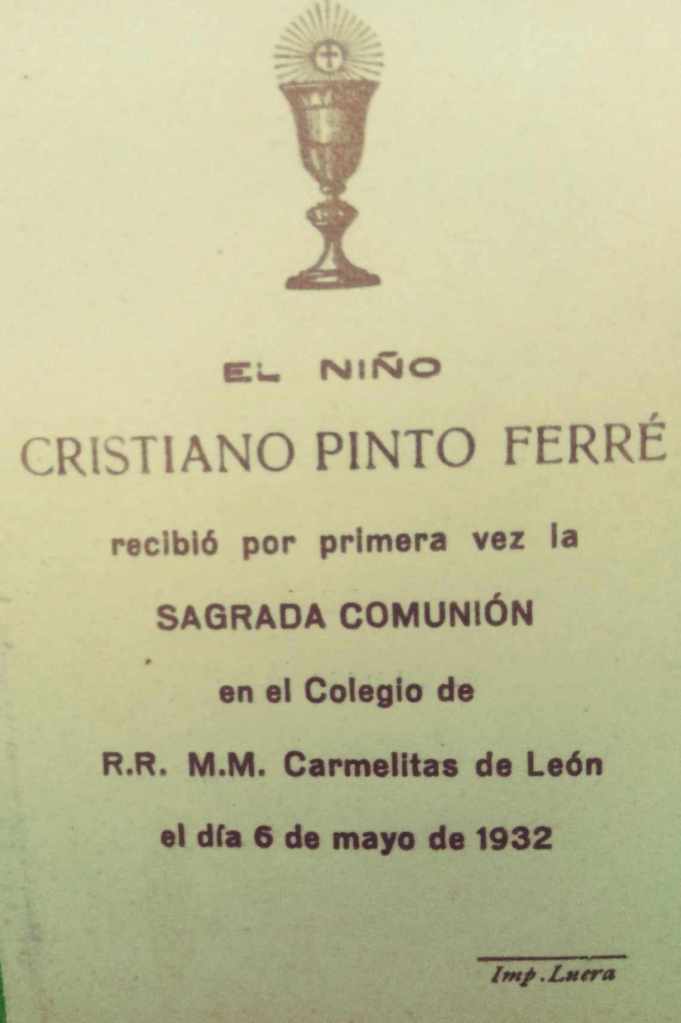 EL NIÑO
CRISTIANO PINTO FERRÉ
recibió por primera vez la
SAGRADA COMUNIÓN
en el Colegio de
R.R. M.M. Carmelitas de León
el día 6 de mayo de 1932
Imp. Luera